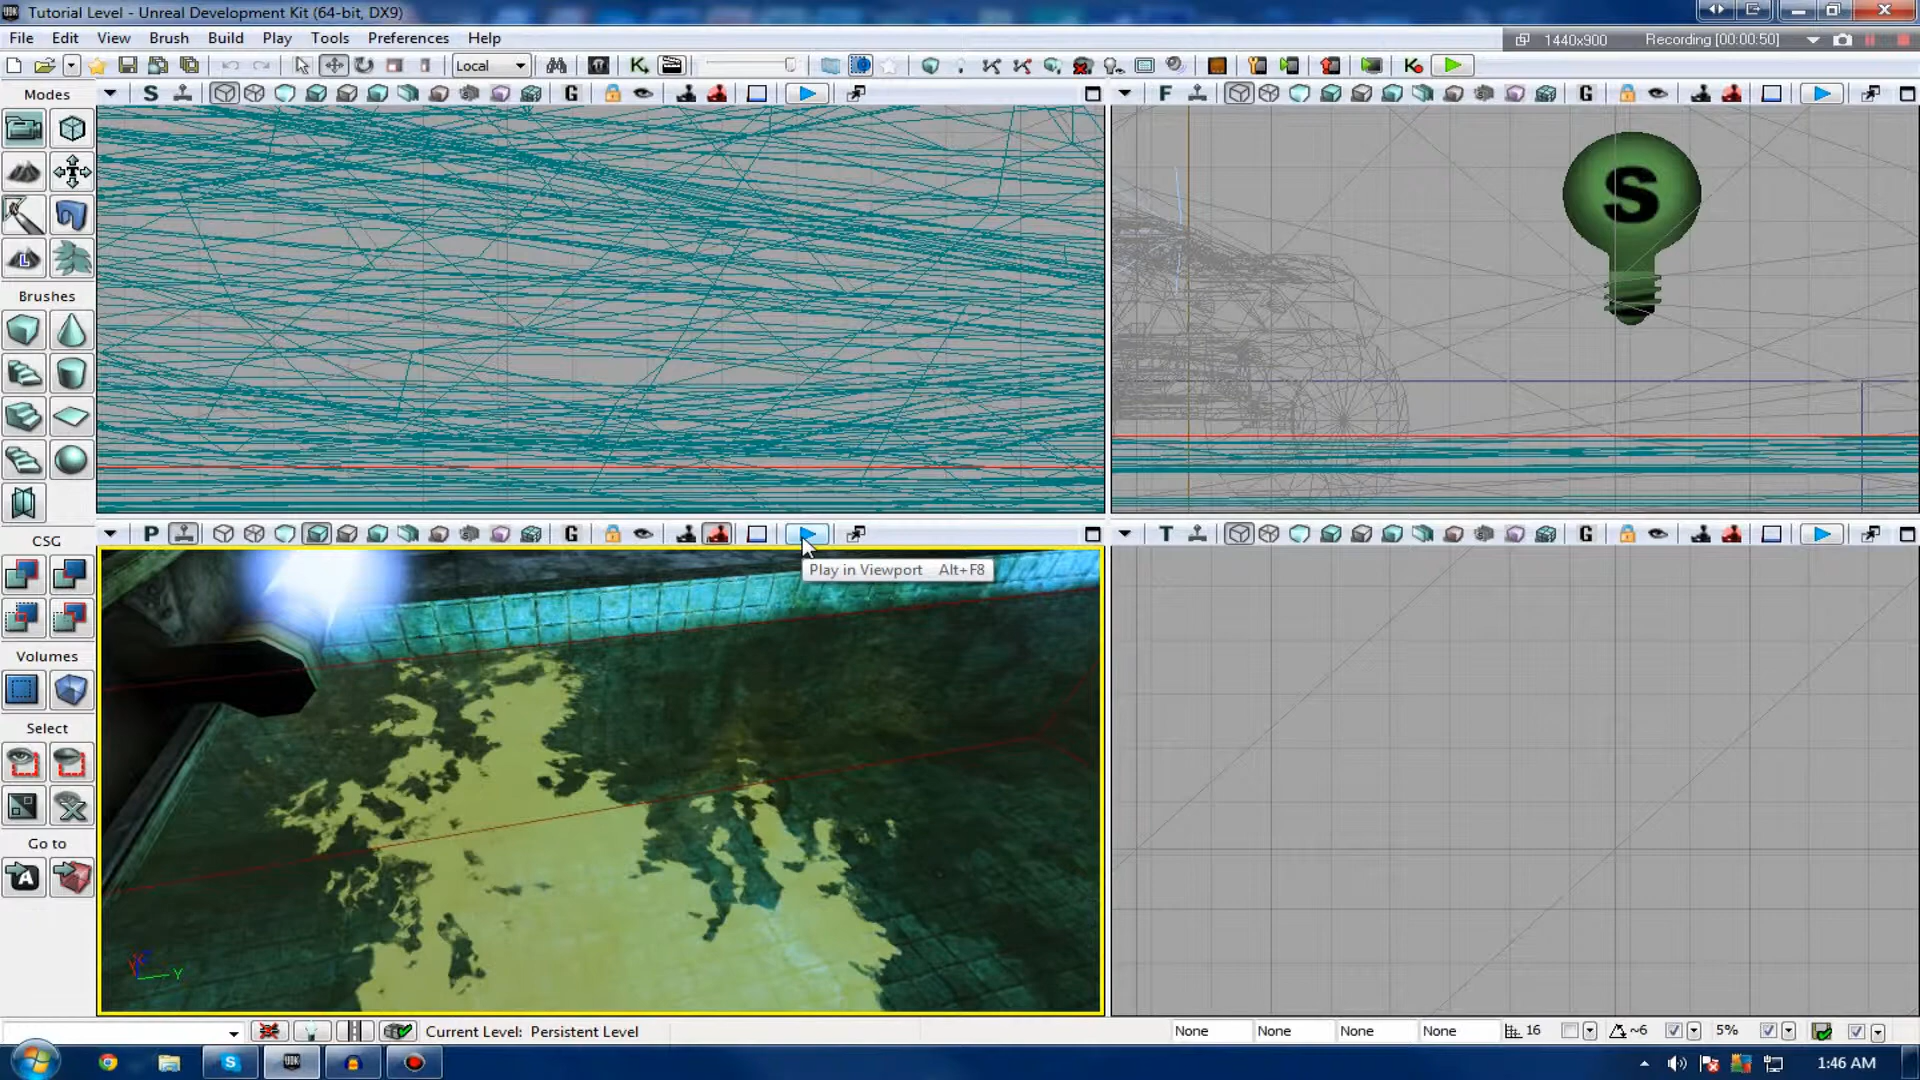 Tutorial Level - Unreal Development Kit (64-bit, DX9)
File Edit View Brush Build Play Tools Preferences Help
1440x900 Recording [00:00:50]
Local
Modes
S G
F G
S
L
Brushes
CSG
P G
T G
Play in Viewport Alt+F8
Volumes
Select
Go to
A
Y
Current Level: Persistent Level
None None None None 16 ~6 5%
1:46 AM